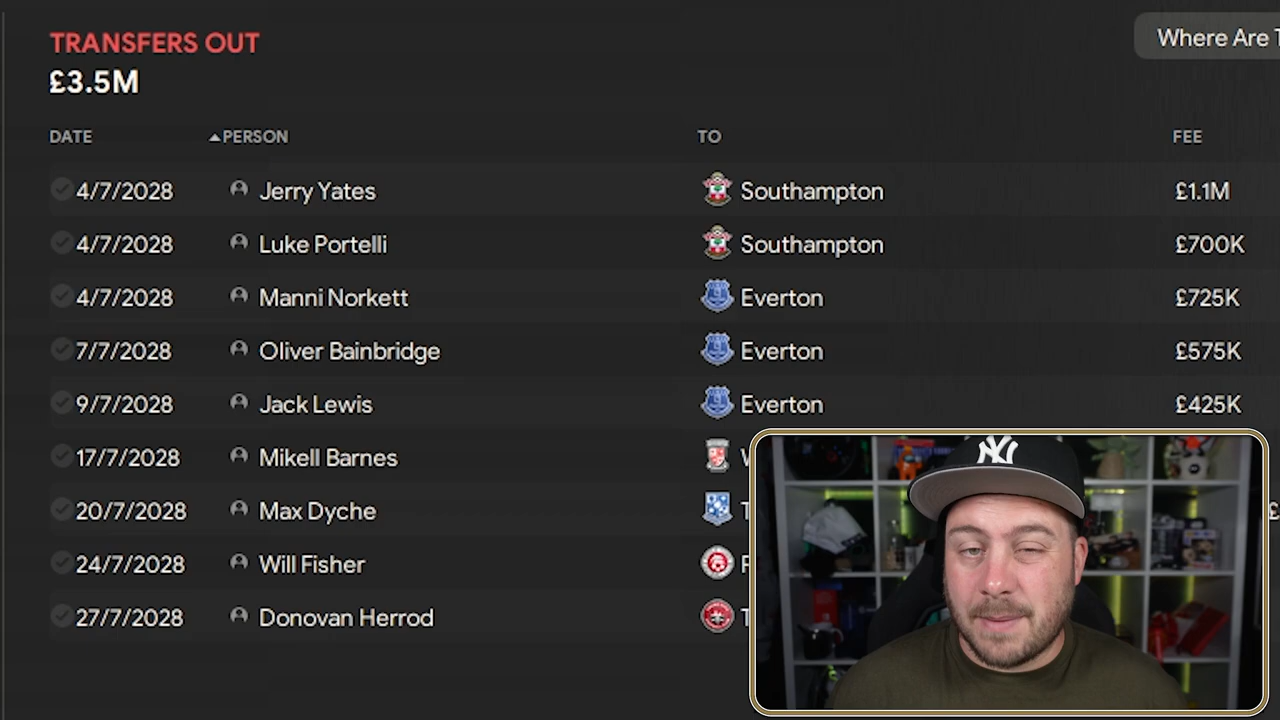 TRANSFERS OUT
Where Are
£3.5M
DATE PERSON TO FEE
4/7/2028 Jerry Yates Southampton £1.1M
4/7/2028 Luke Portelli Southampton £700K
4/7/2028 Manni Norkett Everton £725K
7/7/2028 Oliver Bainbridge Everton £575K
9/7/2028 Jack Lewis Everton £425K
17/7/2028 Mikell Barnes
20/7/2028 Max Dyche £
24/7/2028 Will Fisher
27/7/2028 Donovan Herrod
NY